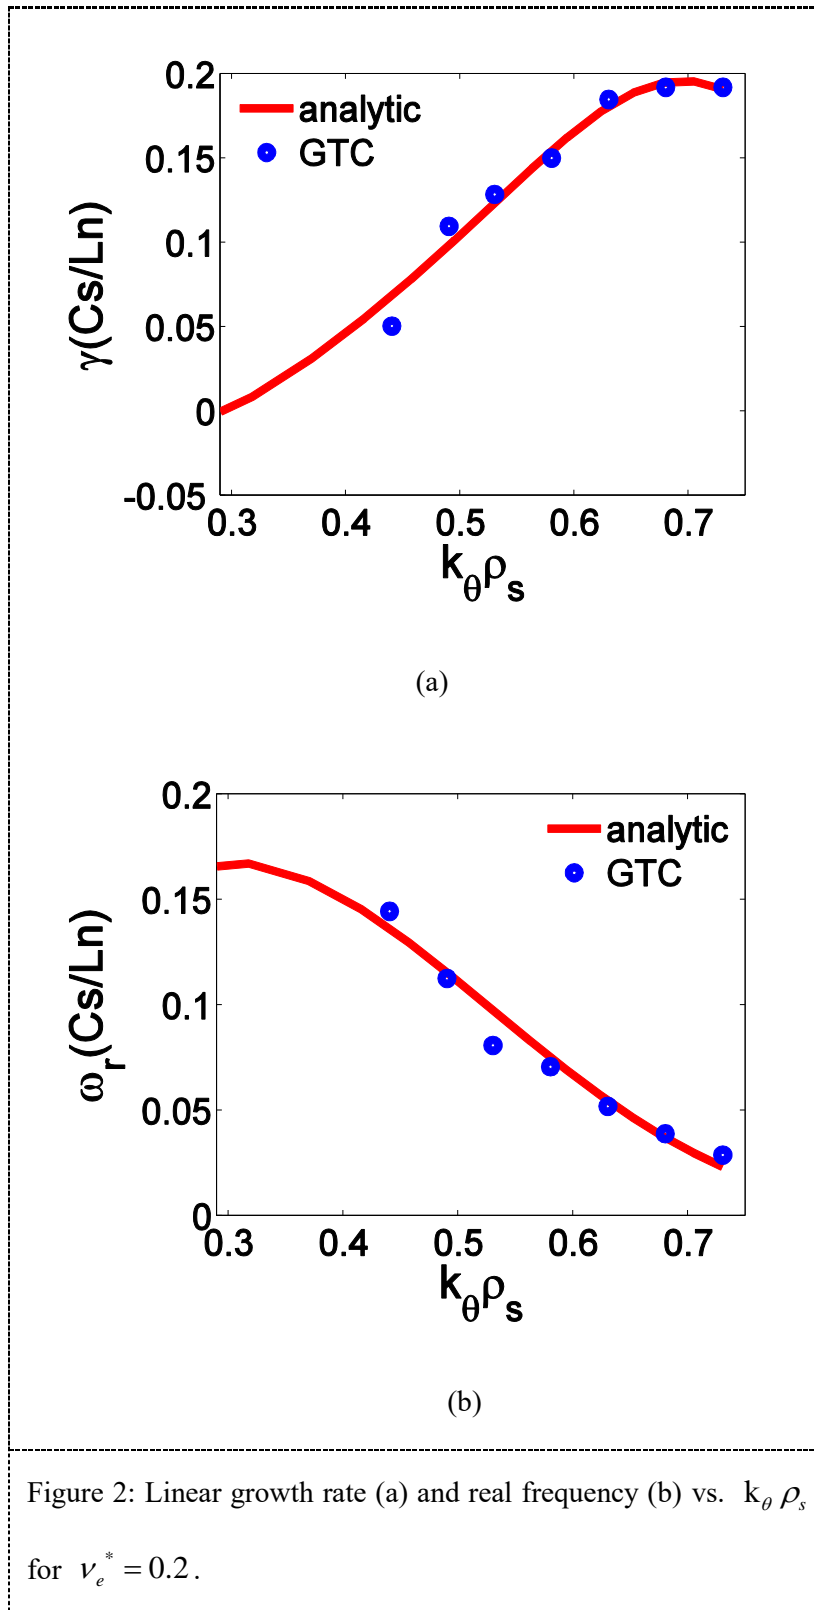 0.2
analytic
GTC
0.15
0.1
0.05
0
-0.05
γ(Cs/Ln)
0.3 0.4 0.5 0.6 0.7
kθρs
(a)
0.2
analytic
GTC
0.15
0.1
0.05
0
ωr(Cs/Ln)
0.3 0.4 0.5 0.6 0.7
kθρs
(b)
Figure 2: Linear growth rate (a) and real frequency (b) vs. kθ ρs
for νe* = 0.2.